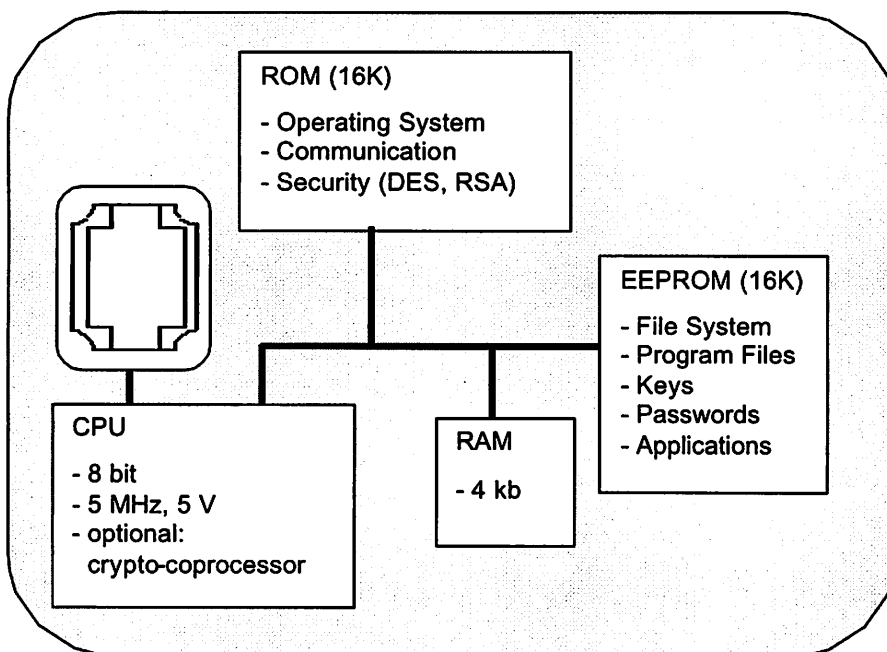 ROM (16K)
- Operating System
- Communication
- Security (DES, RSA)
EEPROM (16K)
- File System
- Program Files
- Keys
- Passwords
- Applications
CPU
- 8 bit
- 5 MHz, 5 V
- optional:
crypto-coprocessor
RAM
- 4 kb